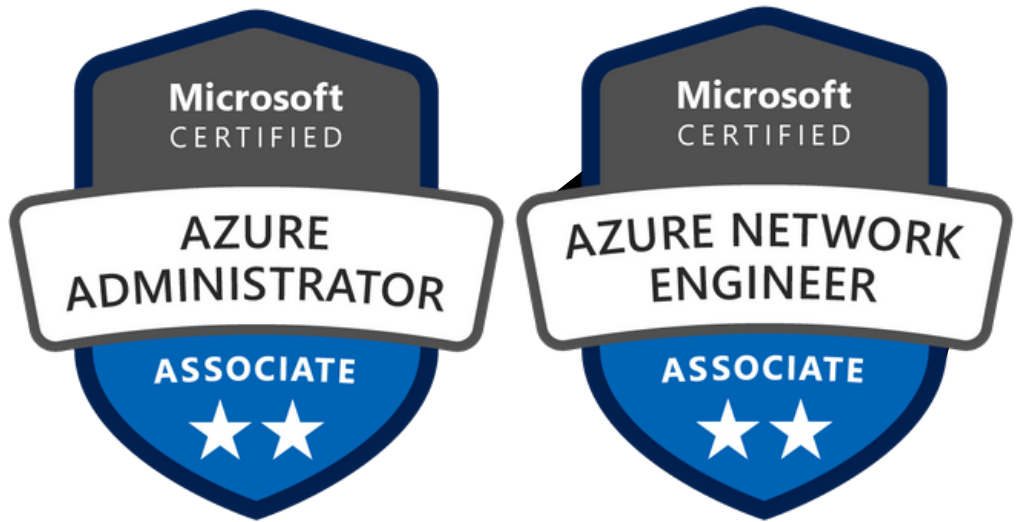 Microsoft
CERTIFIED
AZURE
ADMINISTRATOR
ASSOCIATE
Microsoft
CERTIFIED
AZURE NETWORK
ENGINEER
ASSOCIATE